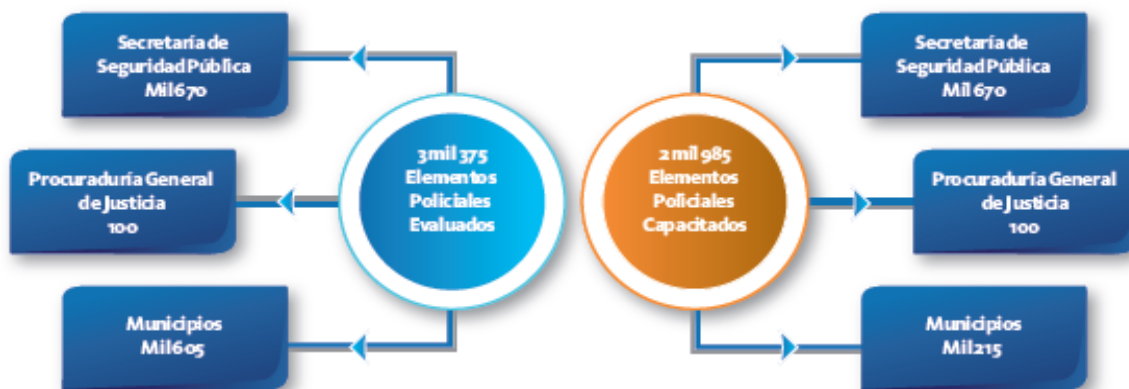 Secretaría de
Seguridad Pública
Mil 670
Procuraduría General
de Justicia
100
Municipios
Mil 605
3 mil 375
Elementos
Policiales
Evaluados
2 mil 985
Elementos
Policiales
Capacitados
Secretaría de
Seguridad Pública
Mil 670
Procuraduría General
de Justicia
100
Municipios
Mil 215